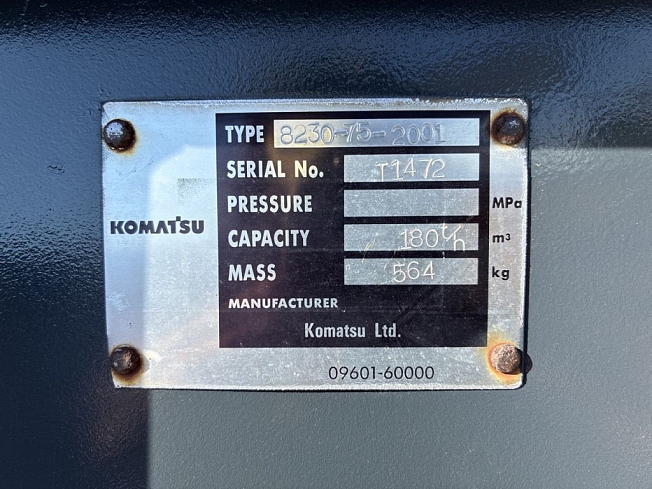 TYPE 8230-75-2001
SERIAL No. T1472
PRESSURE MPa
KOMATSU
CAPACITY 180t/h m³
MASS 564 kg
MANUFACTURER
Komatsu Ltd.
09601-60000